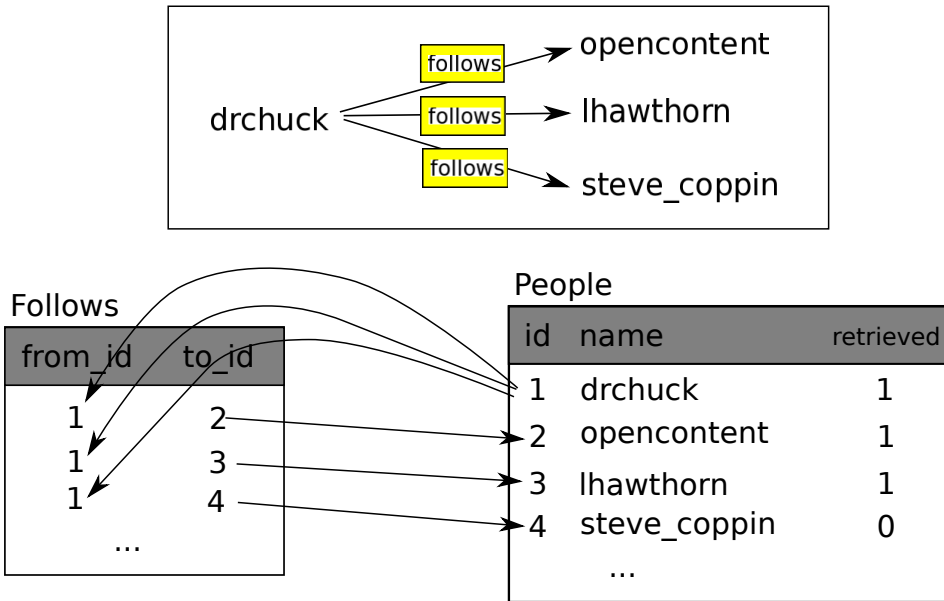 follows opencontent
drchuck follows lhawthorn
follows steve_coppin
Follows
from_id to_id
1 2
1 3
1 4
...
People
id name retrieved
1 drchuck 1
2 opencontent 1
3 lhawthorn 1
4 steve_coppin 0
...